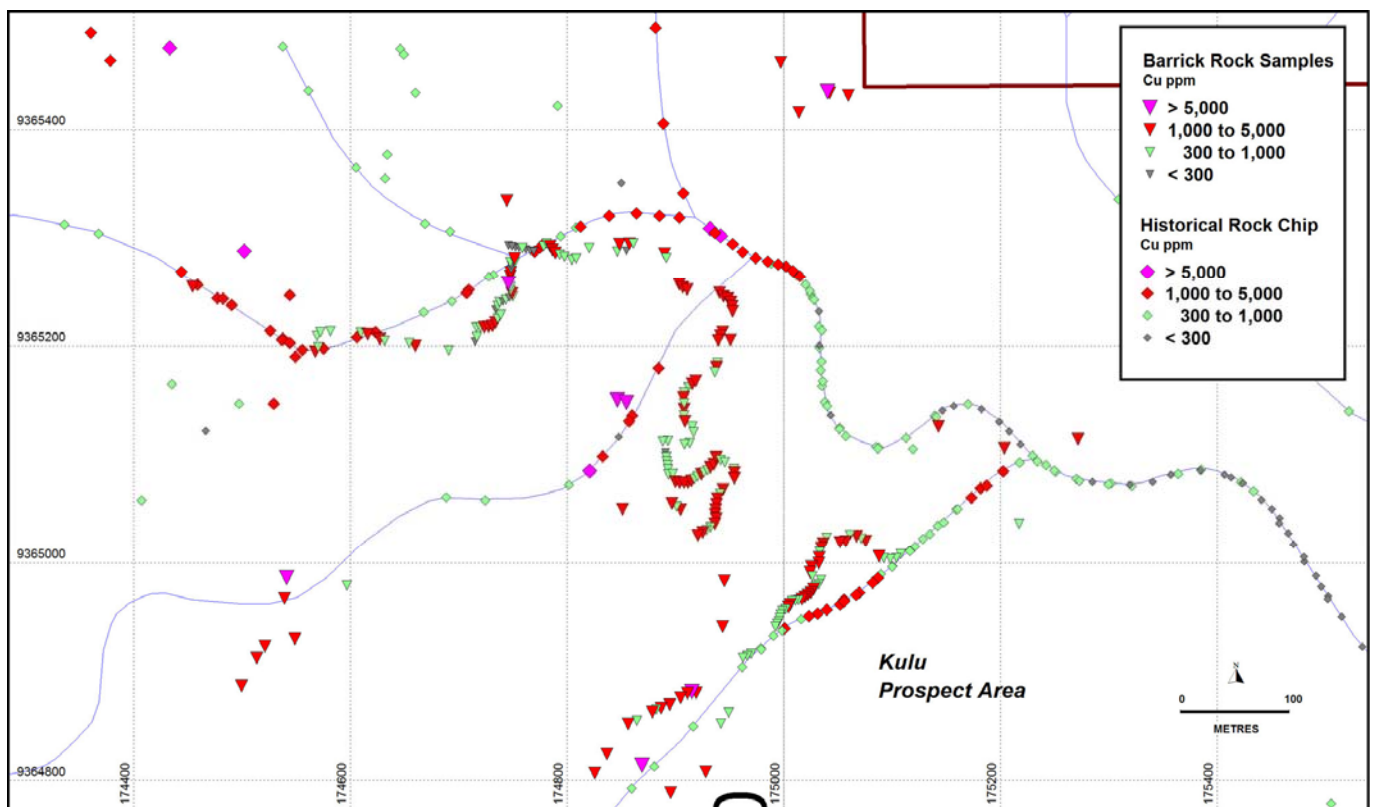 Barrick Rock Samples
Cu ppm
> 5,000
1,000 to 5,000
300 to 1,000
< 300
Historical Rock Chip
Cu ppm
> 5,000
1,000 to 5,000
300 to 1,000
< 300
9365400
9365200
9365000
9364800
Kulu
Prospect Area
N
0 100
METRES
174400
174600
174800
175000
175200
175400